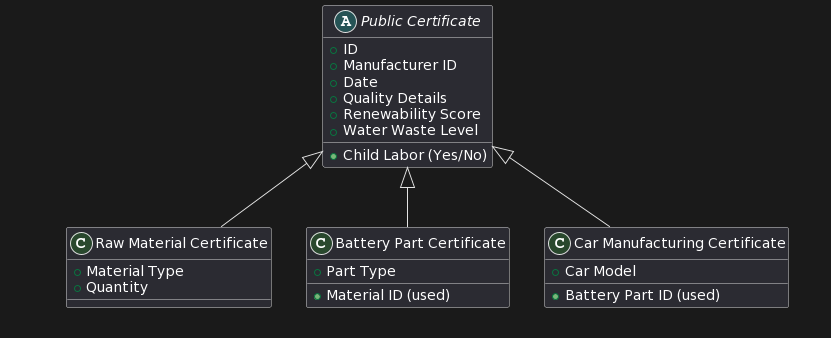 A Public Certificate
ID
Manufacturer ID
Date
Quality Details
Renewability Score
Water Waste Level
Child Labor (Yes/No)
C Raw Material Certificate
Material Type
Quantity
C Battery Part Certificate
Part Type
Material ID (used)
C Car Manufacturing Certificate
Car Model
Battery Part ID (used)